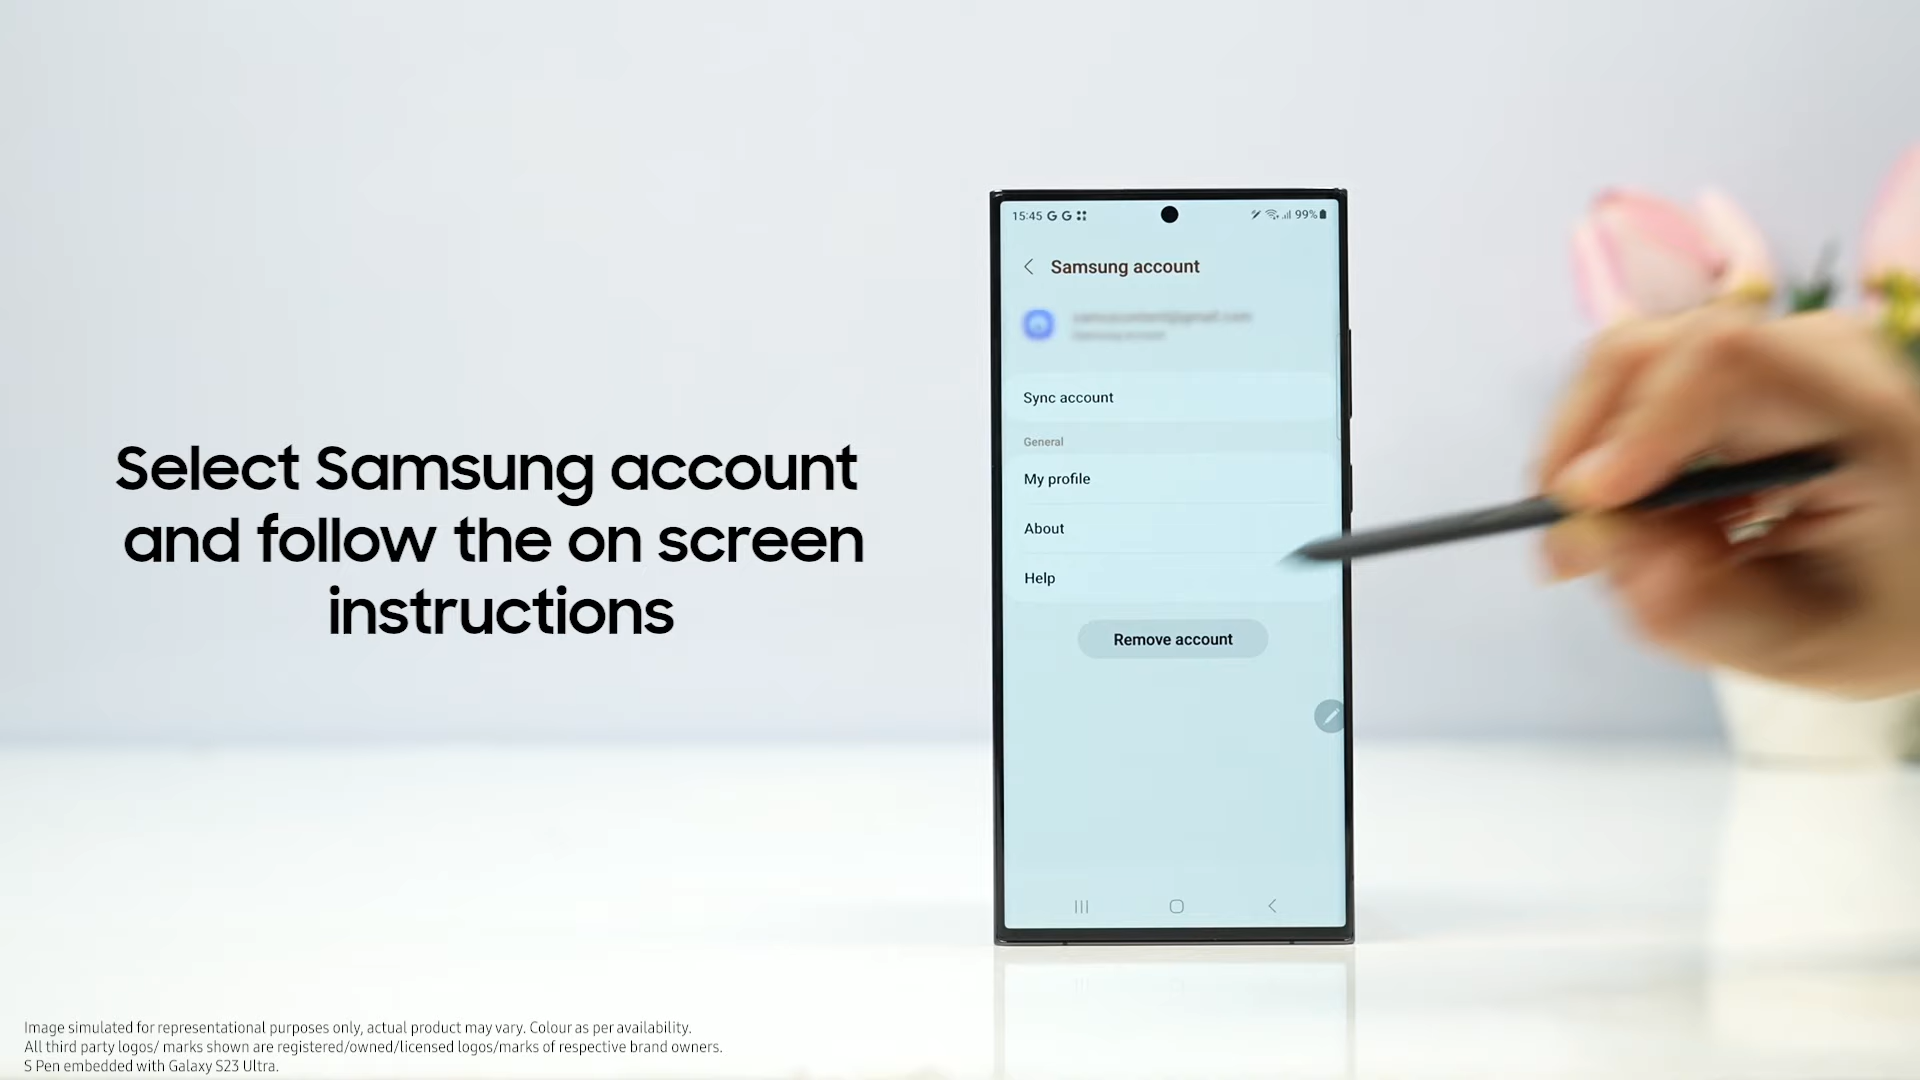 Select Samsung account
and follow the on screen
instructions
15:45 G G
99%
Samsung account
Sync account
General
My profile
About
Help
Remove account
Image simulated for representational purposes only, actual product may vary. Colour as per availability.
All third party logos/ marks shown are registered/owned/licensed logos/marks of respective brand owners.
S Pen embedded with Galaxy S23 Ultra.